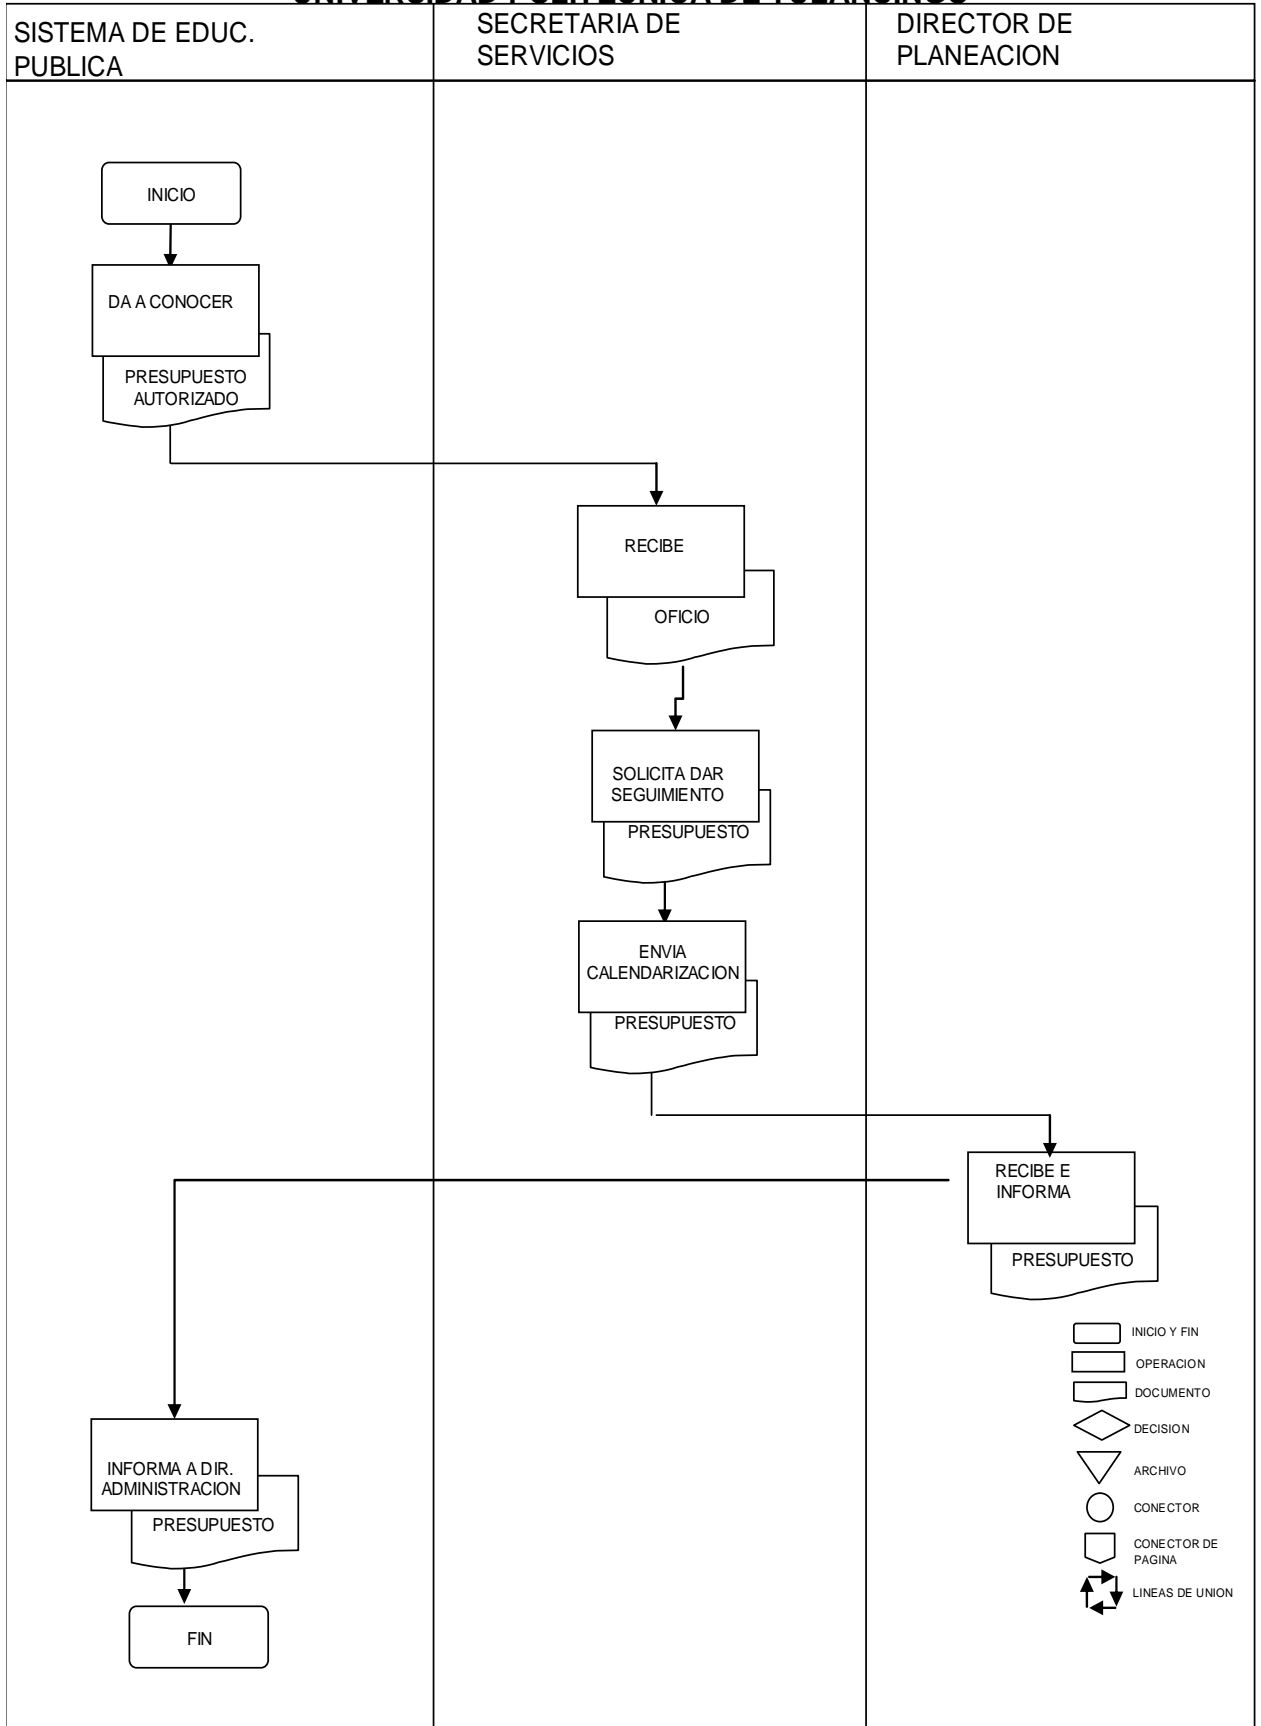 SISTEMA DE EDUC.
PUBLICA
SECRETARIA DE
SERVICIOS
DIRECTOR DE
PLANEACION
INICIO
DA A CONOCER
PRESUPUESTO
AUTORIZADO
RECIBE
OFICIO
SOLICITA DAR
SEGUIMIENTO
PRESUPUESTO
ENVIA
CALENDARIZACION
PRESUPUESTO
RECIBE E
INFORMA
PRESUPUESTO
INFORMA A DIR.
ADMINISTRACION
PRESUPUESTO
FIN
INICIO Y FIN
OPERACION
DOCUMENTO
DECISION
ARCHIVO
CONECTOR
CONECTOR DE
PAGINA
LINEAS DE UNION